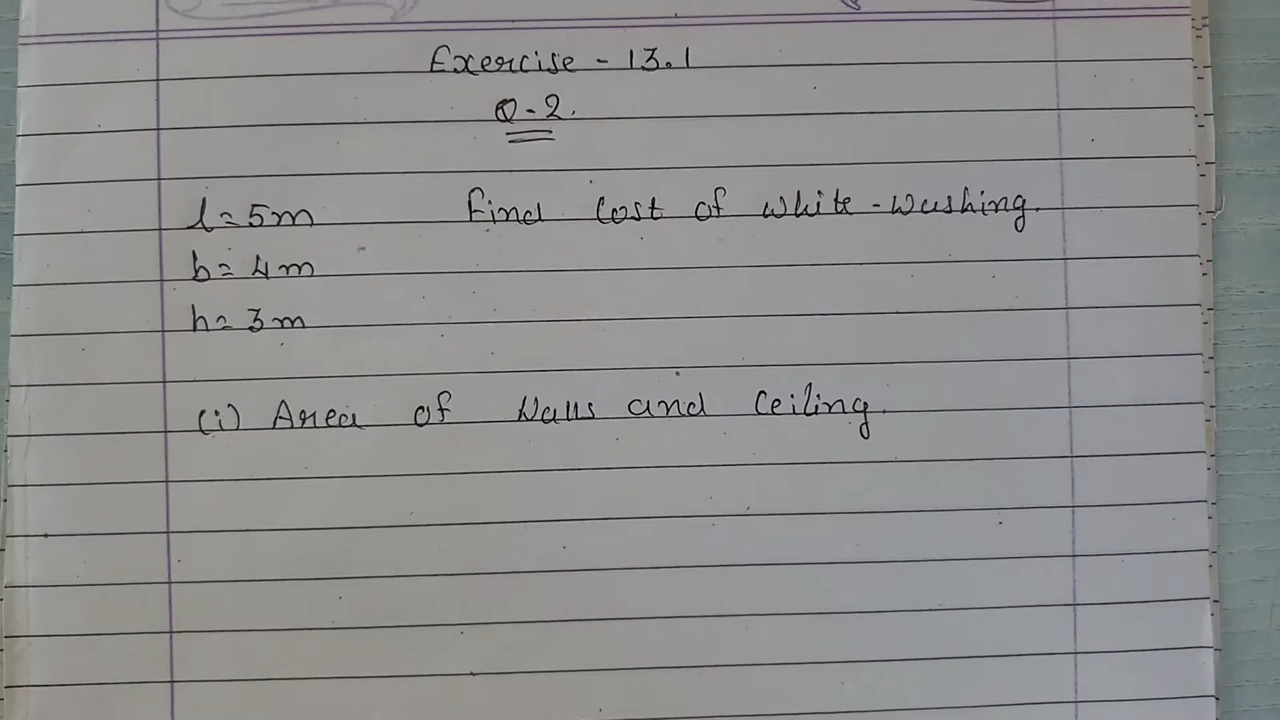 Exercise - 13.1
Q-2.
l=5m Find Cost of white-washing.
b=4m
h=3m
(i) Area of Walls and Ceiling.